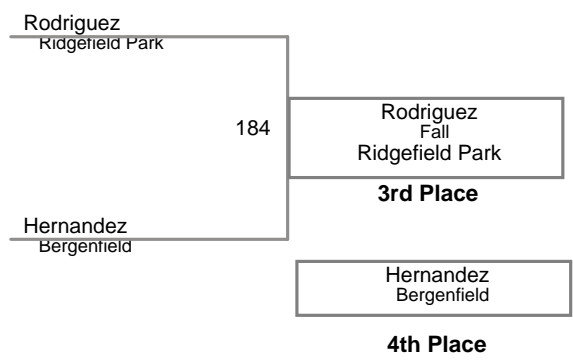 Rodriguez
Ridgefield Park
184
Rodriguez
Fall
Ridgefield Park
3rd Place
Hernandez
Bergenfield
Hernandez
Bergenfield
4th Place